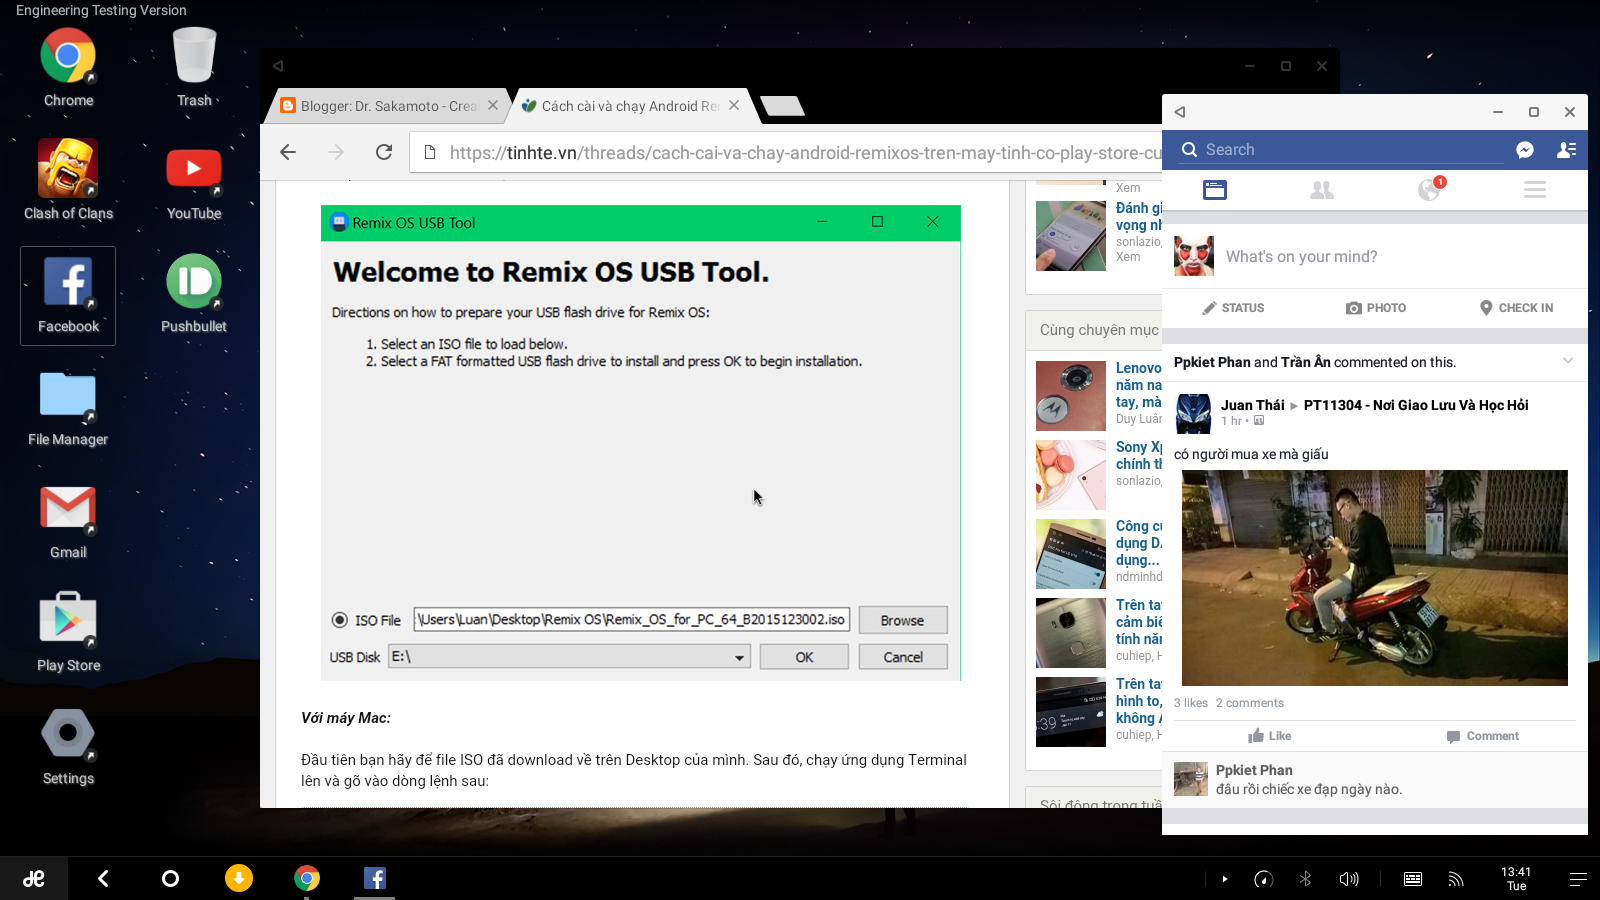 Engineering Testing Version
Chrome
Trash
Clash of Clans
YouTube
Facebook
Pushbullet
File Manager
Gmail
Play Store
Settings
Blogger: Dr. Sakamoto - Crea
Cách cài và chạy Android Re
https://tinhte.vn/threads/cach-cai-va-chay-android-remixos-tren-may-tinh-co-play-store-cu
Remix OS USB Tool
Welcome to Remix OS USB Tool.
Directions on how to prepare your USB flash drive for Remix OS:
1. Select an ISO file to load below.
2. Select a FAT formatted USB flash drive to install and press OK to begin installation.
ISO File
:\Users\Luan\Desktop\Remix OS\Remix_OS_for_PC_64_B2015123002.iso
Browse
USB Disk
E:\
OK
Cancel
Với máy Mac:
Đầu tiên bạn hãy để file ISO đã download về trên Desktop của mình. Sau đó, chạy ứng dụng Terminal
lên và gõ vào dòng lệnh sau:
Xem
Đánh gi
vọng nh
sonlazio,
Xem
Cùng chuyên mục
Lenovo
năm na
tay, mà
Duy Luân
Sony Xp
chính th
sonlazio,
Công cụ
dụng DA
dụng...
ndminhd
Trên tay
cảm biế
tính năn
cuhiep, H
Trên tay
hình to,
không A
cuhiep, H
Sôi động trong tuần
Search
1
What's on your mind?
STATUS
PHOTO
CHECK IN
Ppkiet Phan and Trần Ân commented on this.
Juan Thái ▸ PT11304 - Nơi Giao Lưu Và Học Hỏi
1 hr •
có người mua xe mà giấu
3 likes 2 comments
Like
Comment
Ppkiet Phan
đâu rồi chiếc xe đạp ngày nào.
13:41
Tue